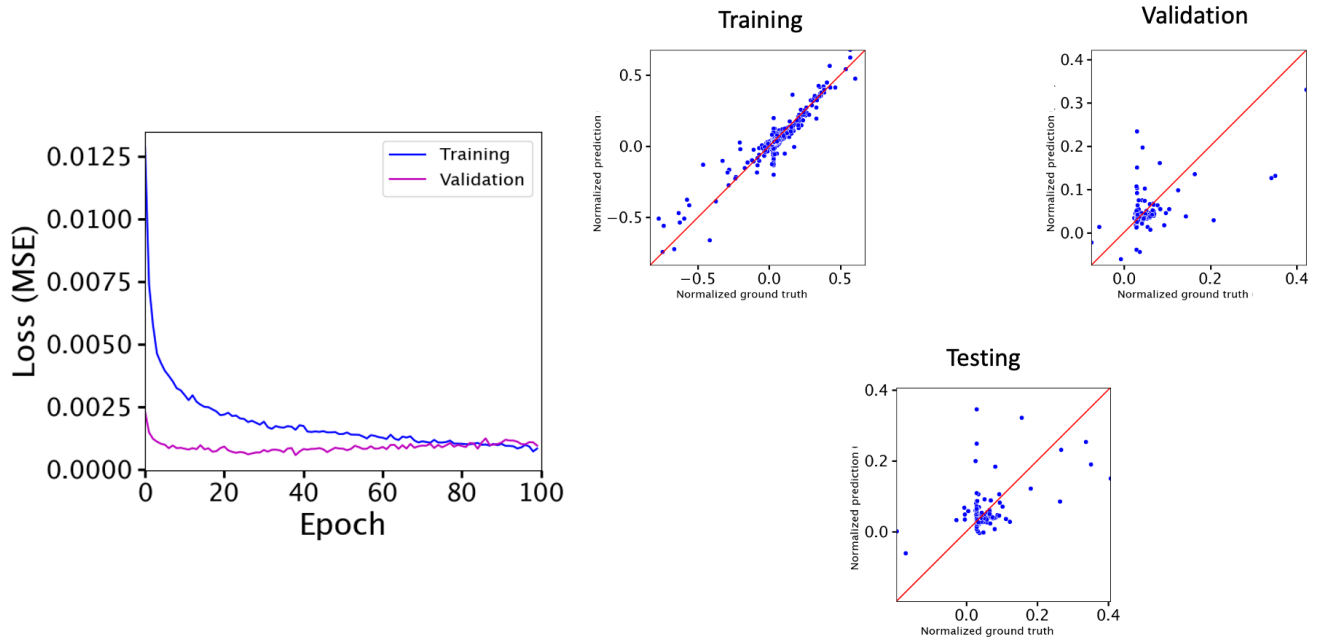 0.0125
0.0100
0.0075
0.0050
0.0025
0.0000
Loss (MSE)
Training
Validation
0
20
40
60
80
100
Epoch
Training
0.5
0.0
−0.5
Normalized prediction
−0.5
0.0
0.5
Normalized ground truth
Validation
0.4
0.3
0.2
0.1
0.0
Normalized prediction
0.0
0.2
0.4
Normalized ground truth
Testing
0.4
0.2
0.0
Normalized prediction
0.0
0.2
0.4
Normalized ground truth